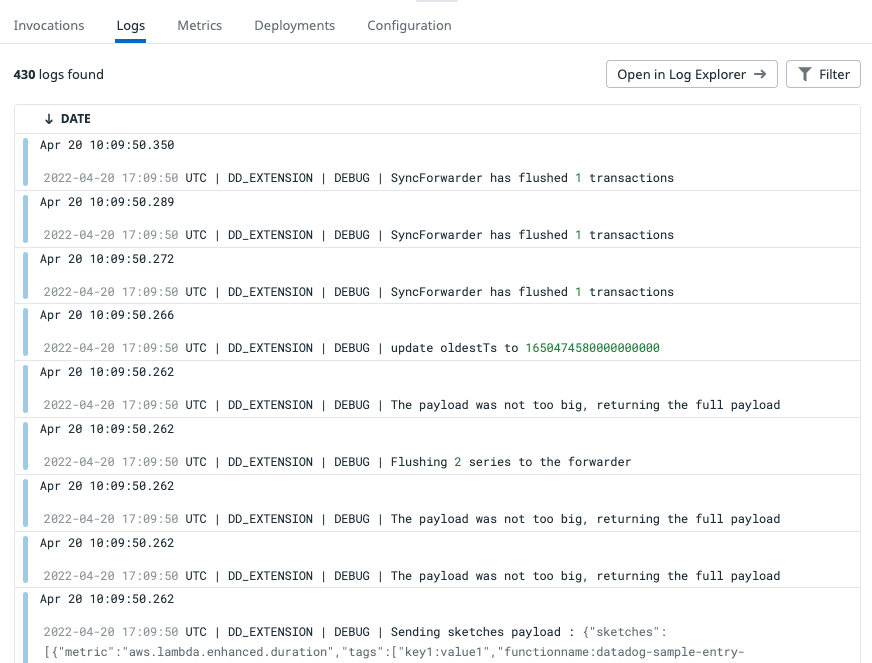 Invocations Logs Metrics Deployments Configuration
430 logs found Open in Log Explorer → Filter
↓ DATE
Apr 20 10:09:50.350
2022-04-20 17:09:50 UTC | DD_EXTENSION | DEBUG | SyncForwarder has flushed 1 transactions
Apr 20 10:09:50.289
2022-04-20 17:09:50 UTC | DD_EXTENSION | DEBUG | SyncForwarder has flushed 1 transactions
Apr 20 10:09:50.272
2022-04-20 17:09:50 UTC | DD_EXTENSION | DEBUG | SyncForwarder has flushed 1 transactions
Apr 20 10:09:50.266
2022-04-20 17:09:50 UTC | DD_EXTENSION | DEBUG | update oldestTs to 1650474580000000000
Apr 20 10:09:50.262
2022-04-20 17:09:50 UTC | DD_EXTENSION | DEBUG | The payload was not too big, returning the full payload
Apr 20 10:09:50.262
2022-04-20 17:09:50 UTC | DD_EXTENSION | DEBUG | Flushing 2 series to the forwarder
Apr 20 10:09:50.262
2022-04-20 17:09:50 UTC | DD_EXTENSION | DEBUG | The payload was not too big, returning the full payload
Apr 20 10:09:50.262
2022-04-20 17:09:50 UTC | DD_EXTENSION | DEBUG | The payload was not too big, returning the full payload
Apr 20 10:09:50.262
2022-04-20 17:09:50 UTC | DD_EXTENSION | DEBUG | Sending sketches payload : {"sketches":
[{"metric":"aws.lambda.enhanced.duration","tags":["key1:value1","functionname:datadog-sample-entry-